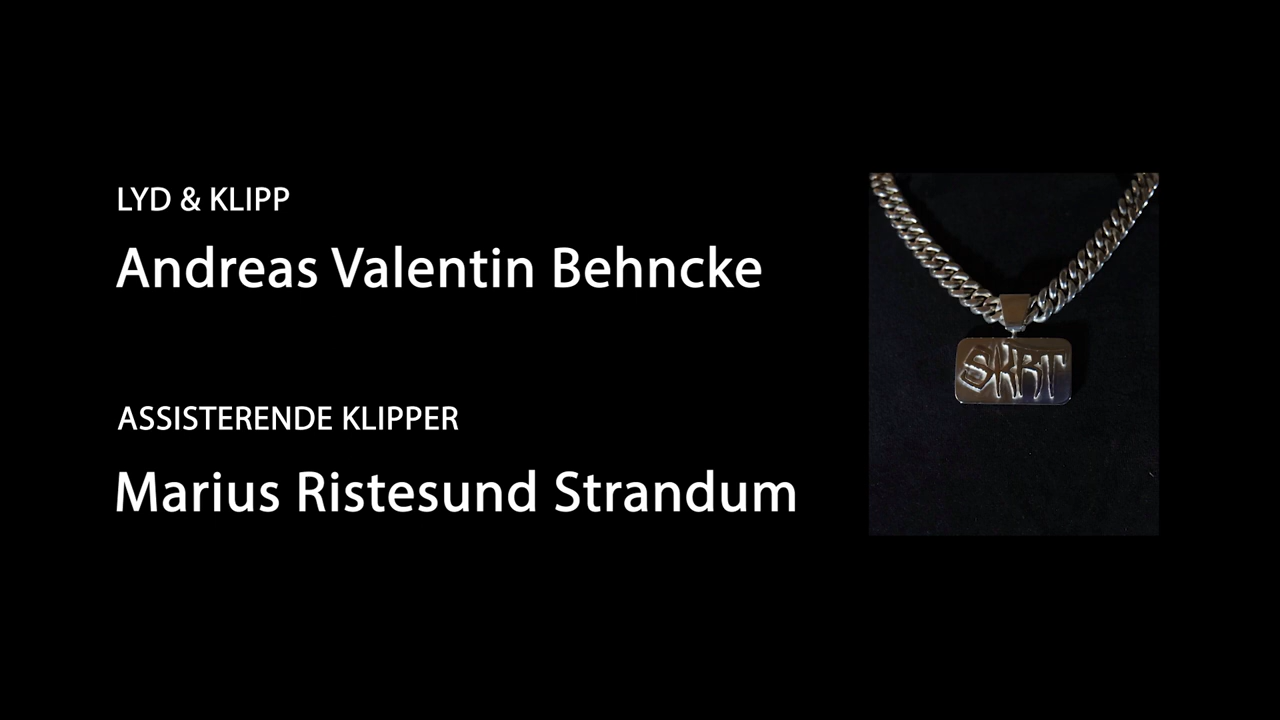 LYD & KLIPP
Andreas Valentin Behncke
ASSISTERENDE KLIPPER
Marius Ristesund Strandum
SKRT